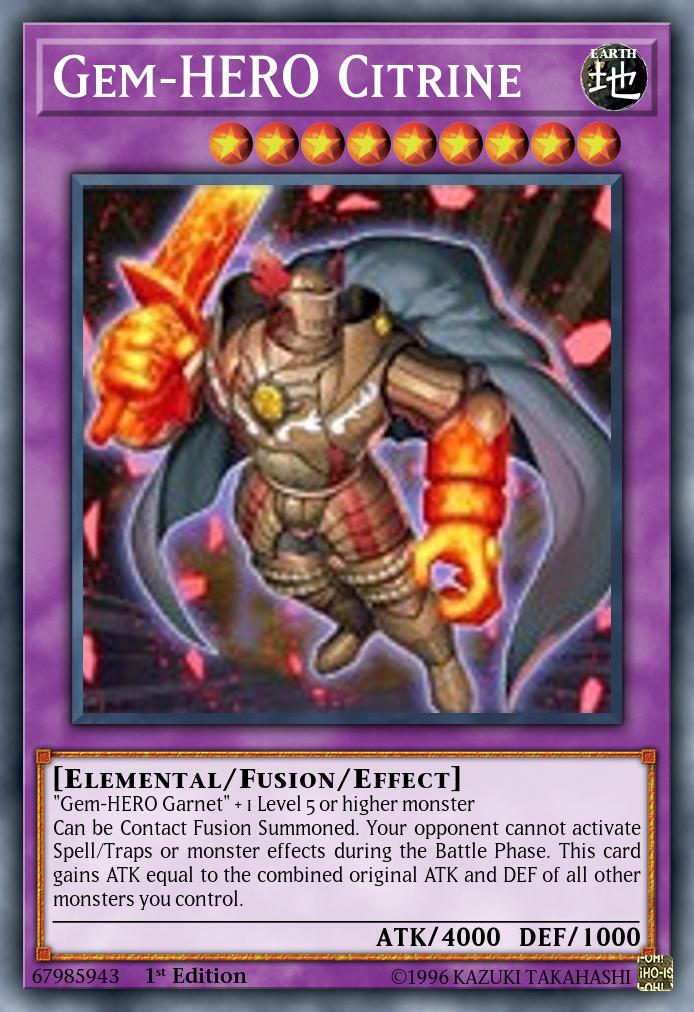 Gem-HERO Citrine
EARTH
地
[Elemental/Fusion/Effect]
"Gem-HERO Garnet" + 1 Level 5 or higher monster
Can be Contact Fusion Summoned. Your opponent cannot activate
Spell/Traps or monster effects during the Battle Phase. This card
gains ATK equal to the combined original ATK and DEF of all other
monsters you control.
ATK/4000 DEF/1000
67985943 1st Edition ©1996 KAZUKI TAKAHASHI